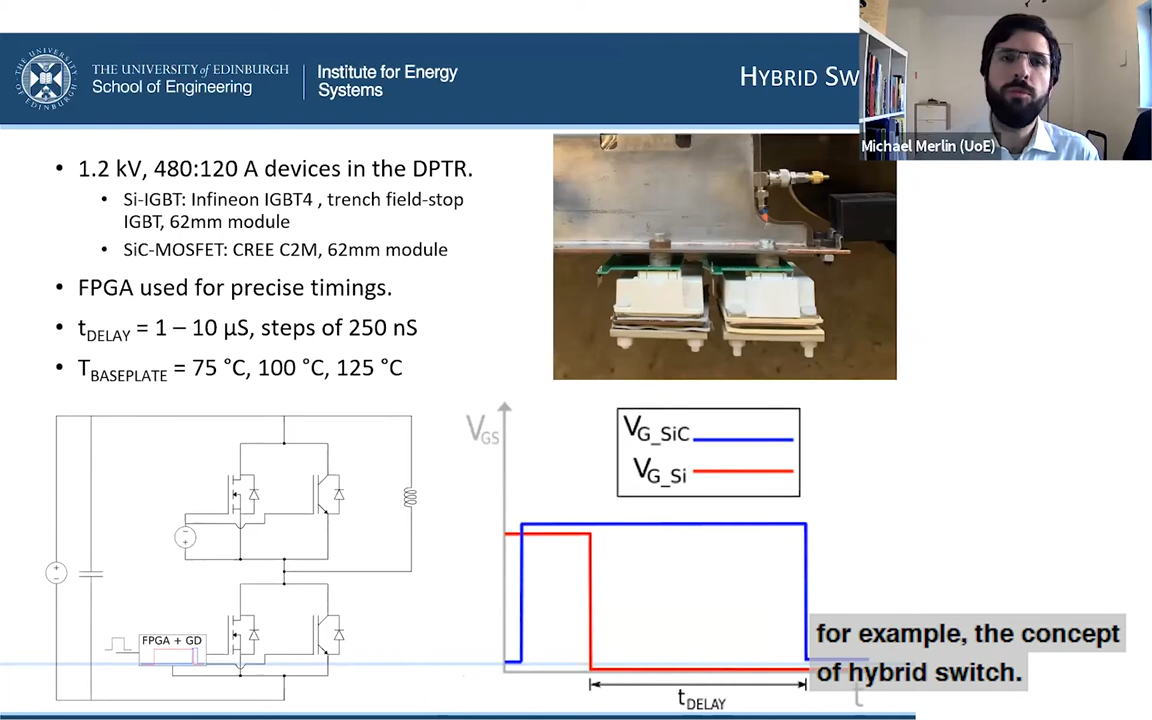 THE UNIVERSITY of EDINBURGH
School of Engineering
Institute for Energy
Systems
HYBRID SW
Michael Merlin (UoE)
• 1.2 kV, 480:120 A devices in the DPTR.
• Si-IGBT: Infineon IGBT4 , trench field-stop
IGBT, 62mm module
• SiC-MOSFET: CREE C2M, 62mm module
• FPGA used for precise timings.
• tDELAY = 1 – 10 µS, steps of 250 nS
• TBASEPLATE = 75 °C, 100 °C, 125 °C
FPGA + GD
VGS
VG_SiC
VG_Si
tDELAY
t
for example, the concept
of hybrid switch.